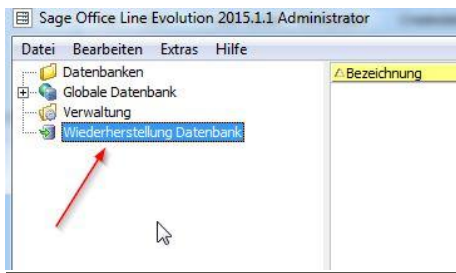 Sage Office Line Evolution 2015.1.1 Administrator
Datei Bearbeiten Extras Hilfe
Datenbanken
Globale Datenbank
Verwaltung
Wiederherstellung Datenbank
Bezeichnung